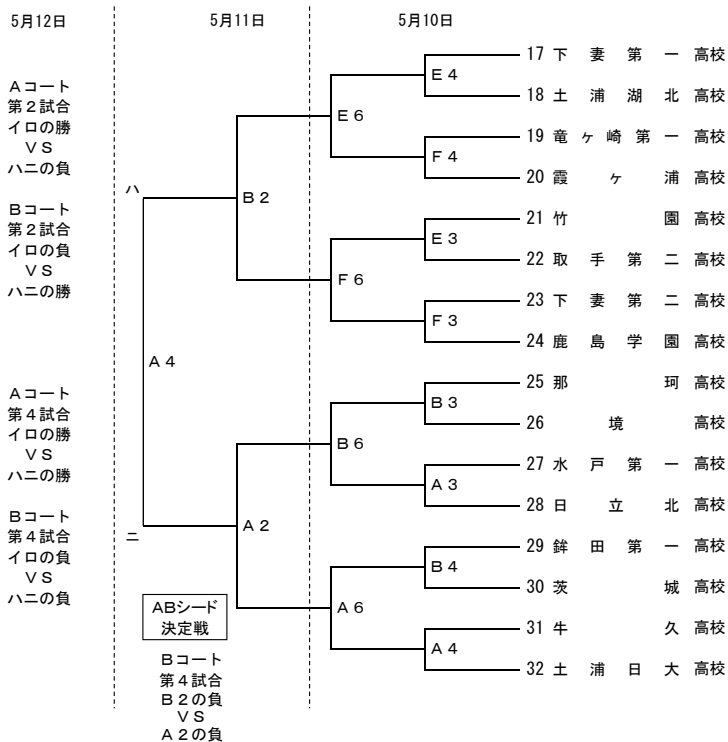 5月12日
5月11日
5月10日
Aコート
第2試合
イロの勝
VS
ハニの負
Bコート
第2試合
イロの負
VS
ハニの勝
Aコート
第4試合
イロの勝
VS
ハニの勝
Bコート
第4試合
イロの負
VS
ハニの負
ハ
ニ
A4
B2
A2
E6
F6
B6
A6
E4
F4
E3
F3
B3
A3
B4
A4
17 下妻第一 高校
18 土浦湖北 高校
19 竜ヶ崎第一 高校
20 霞ヶ浦 高校
21 竹園 高校
22 取手第二 高校
23 下妻第二 高校
24 鹿島学園 高校
25 那珂 高校
26 境 高校
27 水戸第一 高校
28 日立北 高校
29 鉾田第一 高校
30 茨城 高校
31 牛久 高校
32 土浦日大 高校
ABシード
決定戦
Bコート
第4試合
B2の負
VS
A2の負